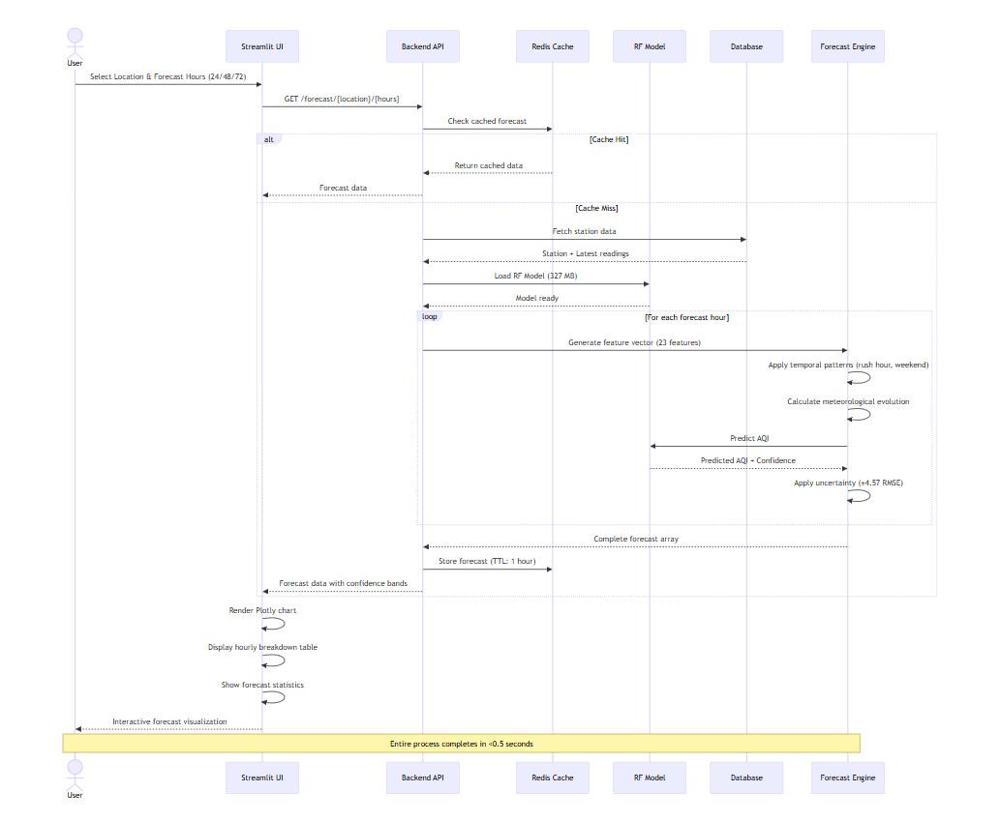 User
Streamlit UI
Backend API
Redis Cache
RF Model
Database
Forecast Engine
Select Location & Forecast Hours (24/48/72)
GET /forecast/{location}/{hours}
Check cached forecast
alt
[Cache Hit]
Return cached data
Forecast data
[Cache Miss]
Fetch station data
Station + Latest readings
Load RF Model (327 MB)
Model ready
loop
[For each forecast hour]
Generate feature vector (23 features)
Apply temporal patterns (rush hour, weekend)
Calculate meteorological evolution
Predict AQI
Predicted AQI + Confidence
Apply uncertainty (±4.57 RMSE)
Complete forecast array
Store forecast (TTL: 1 hour)
Forecast data with confidence bands
Render Plotly chart
Display hourly breakdown table
Show forecast statistics
Interactive forecast visualization
Entire process completes in <0.5 seconds
User
Streamlit UI
Backend API
Redis Cache
RF Model
Database
Forecast Engine